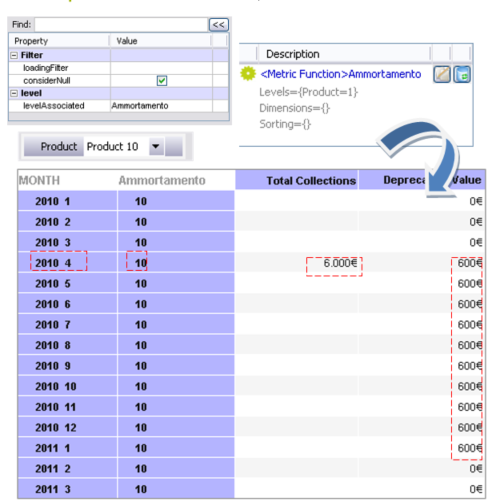 Find: <<
Property Value
Filter
loadingFilter
considerNull
level
levelAssociated Ammortamento
Description
<Metric Function>Ammortamento
Levels={Product=1}
Dimensions={}
Sorting={}
Product Product 10
MONTH Ammortamento Total Collections Depreca Value
2010 1 10 0€
2010 2 10 0€
2010 3 10 0€
2010 4 10 6.000€ 600€
2010 5 10 600€
2010 6 10 600€
2010 7 10 600€
2010 8 10 600€
2010 9 10 600€
2010 10 10 600€
2010 11 10 600€
2010 12 10 600€
2011 1 10 600€
2011 2 10 0€
2011 3 10 0€